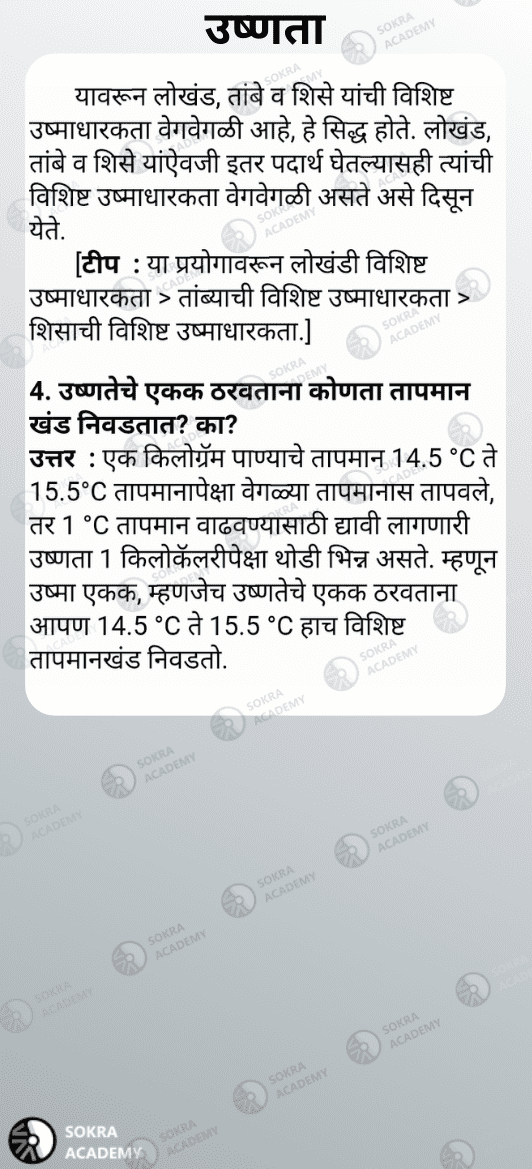 उष्णता
यावरून लोखंड, तांबे व शिसे यांची विशिष्ट
उष्माधारकता वेगवेगळी आहे, हे सिद्ध होते. लोखंड,
तांबे व शिसे यांऐवजी इतर पदार्थ घेतल्यासही त्यांची
विशिष्ट उष्माधारकता वेगवेगळी असते असे दिसून
येते.
[टीप : या प्रयोगावरून लोखंडी विशिष्ट
उष्माधारकता > तांब्याची विशिष्ट उष्माधारकता >
शिसाची विशिष्ट उष्माधारकता.]
4. उष्णतेचे एकक ठरवताना कोणता तापमान
खंड निवडतात? का?
उत्तर : एक किलोग्रॅम पाण्याचे तापमान 14.5 °C ते
15.5°C तापमानापेक्षा वेगळ्या तापमानास तापवले,
तर 1 °C तापमान वाढवण्यासाठी द्यावी लागणारी
उष्णता 1 किलोकॅलरीपेक्षा थोडी भिन्न असते. म्हणून
उष्मा एकक, म्हणजेच उष्णतेचे एकक ठरवताना
आपण 14.5 °C ते 15.5 °C हाच विशिष्ट
तापमानखंड निवडतो.
SOKRA
ACADEMY